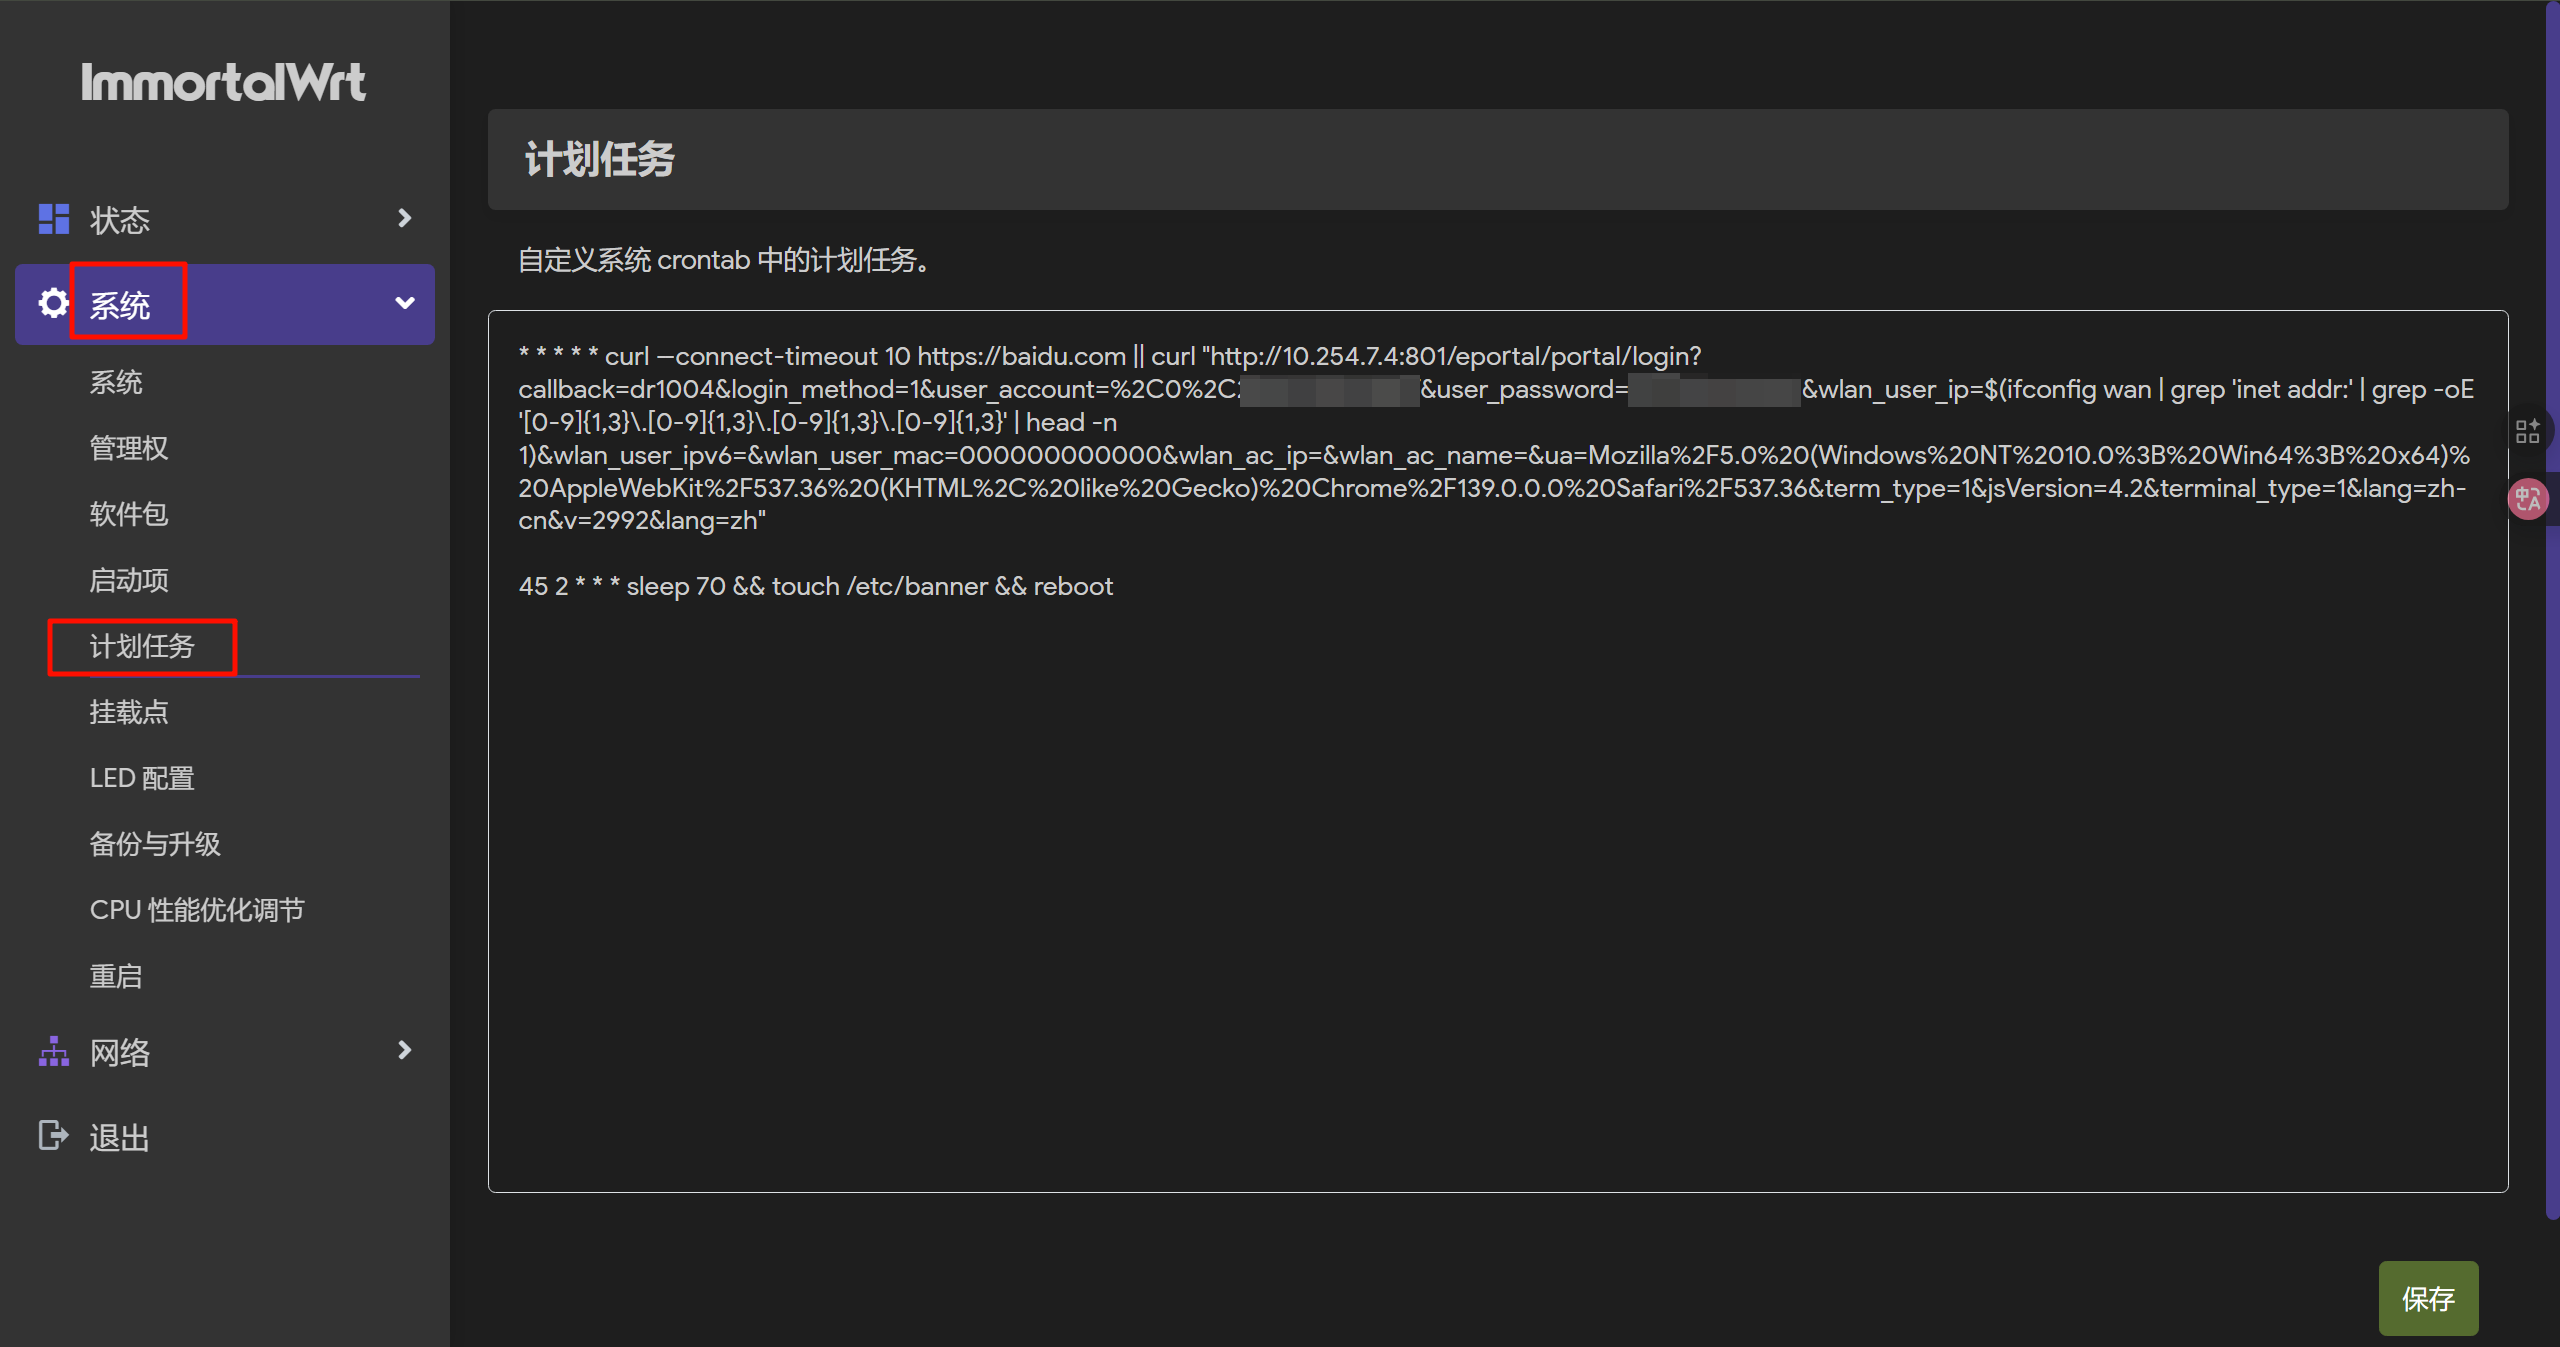 ImmortalWrt
状态
系统
系统
管理权
软件包
启动项
计划任务
挂载点
LED 配置
备份与升级
CPU 性能优化调节
重启
网络
退出
计划任务
自定义系统 crontab 中的计划任务。
* * * * * curl –connect-timeout 10 https://baidu.com || curl "http://10.254.7.4:801/eportal/portal/login?
callback=dr1004&login_method=1&user_account=%2C0%2C &user_password= &wlan_user_ip=$(ifconfig wan | grep 'inet addr:' | grep -oE
'[0-9]{1,3}\.[0-9]{1,3}\.[0-9]{1,3}\.[0-9]{1,3}' | head -n
1)&wlan_user_ipv6=&wlan_user_mac=000000000000&wlan_ac_ip=&wlan_ac_name=&ua=Mozilla%2F5.0%20(Windows%20NT%2010.0%3B%20Win64%3B%20x64)%
20AppleWebKit%2F537.36%20(KHTML%2C%20like%20Gecko)%20Chrome%2F139.0.0.0%20Safari%2F537.36&term_type=1&jsVersion=4.2&terminal_type=1&lang=zh-
cn&v=2992&lang=zh"
45 2 * * * sleep 70 && touch /etc/banner && reboot
保存